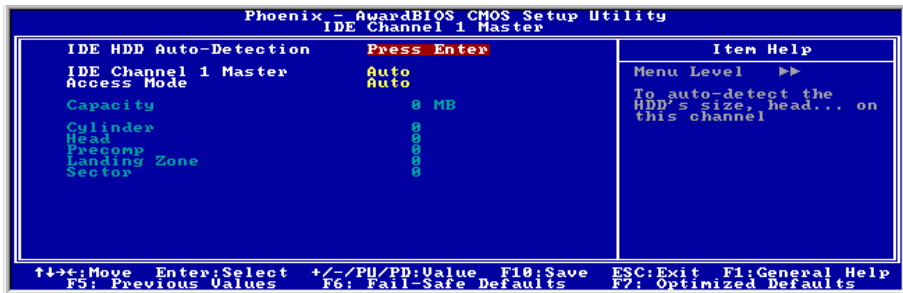 Phoenix - AwardBIOS CMOS Setup Utility
IDE Channel 1 Master
IDE HDD Auto-Detection Press Enter
IDE Channel 1 Master Auto
Access Mode Auto
Capacity 0 MB
Cylinder 0
Head 0
Precomp 0
Landing Zone 0
Sector 0
Item Help
Menu Level ►►
To auto-detect the
HDD's size, head... on
this channel
↑↓→←:Move Enter:Select +/-/PU/PD:Value F10:Save ESC:Exit F1:General Help
F5: Previous Values F6: Fail-Safe Defaults F7: Optimized Defaults